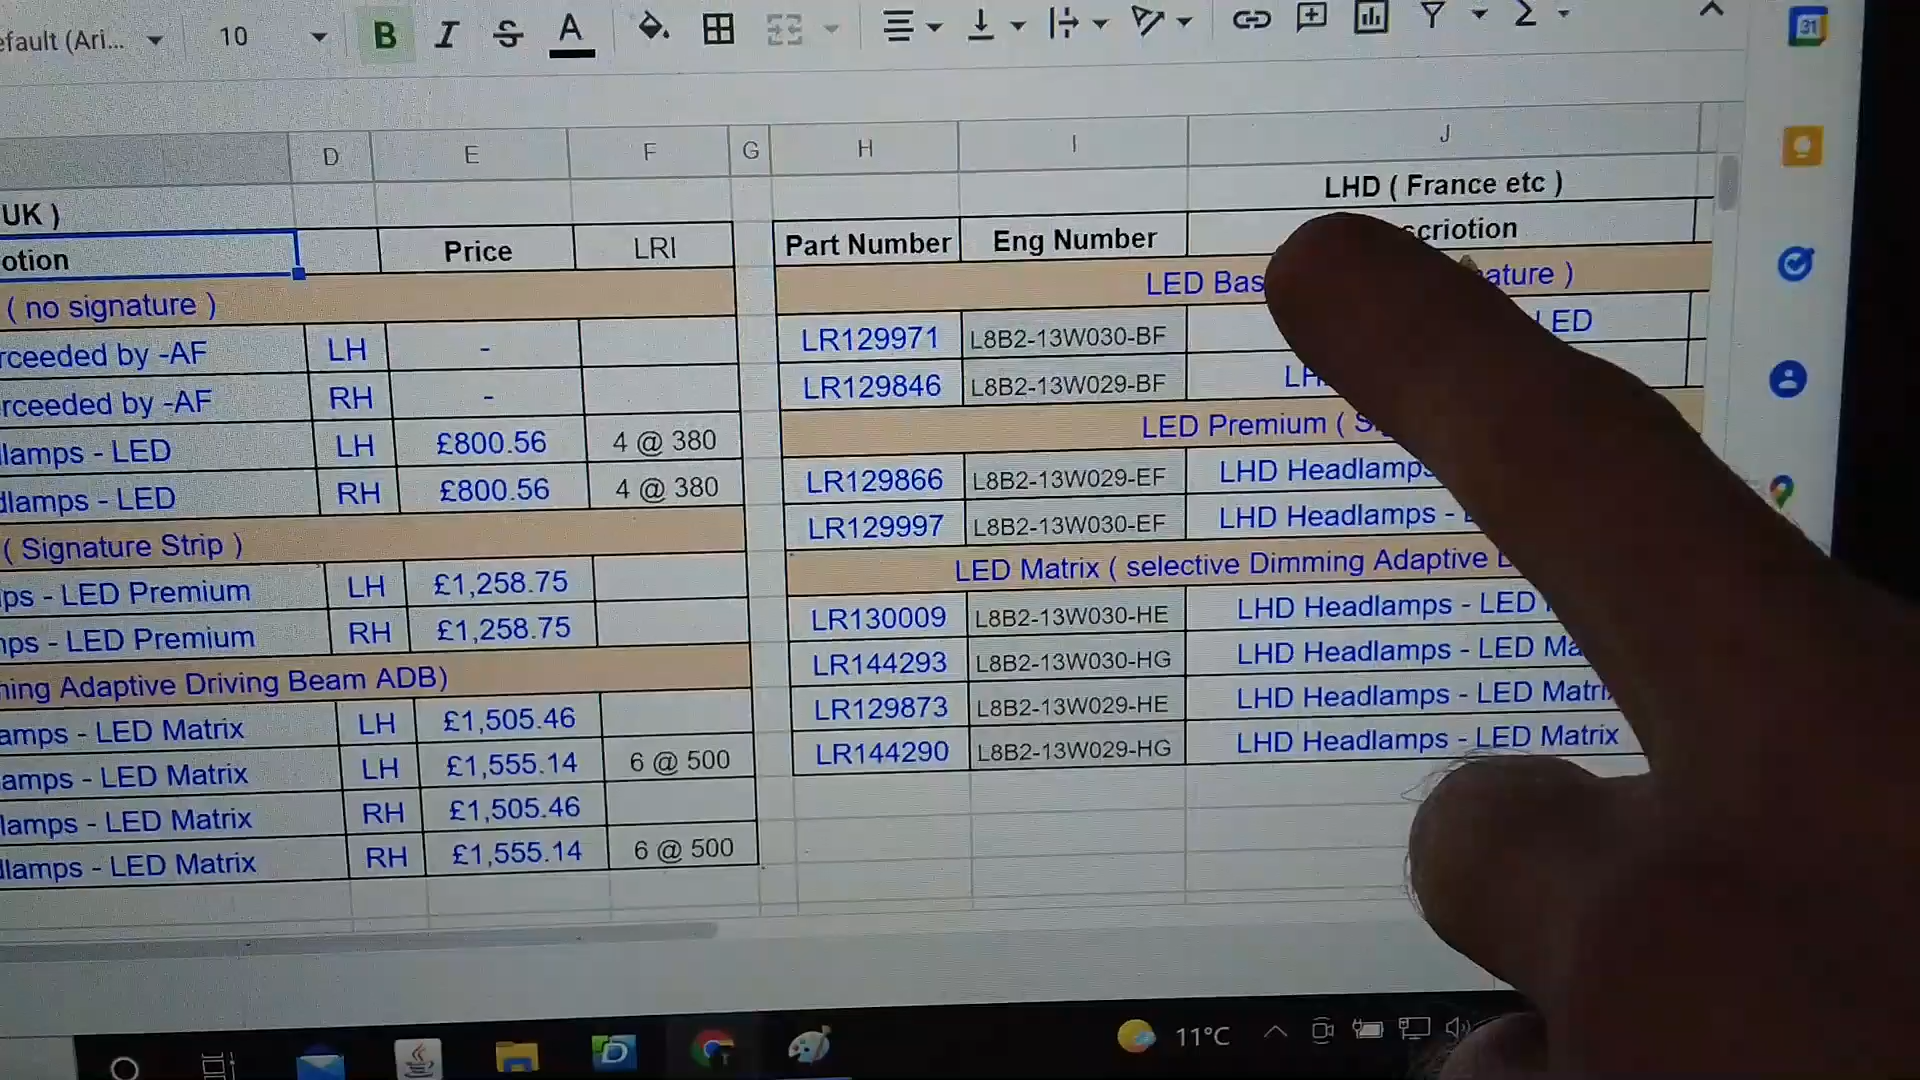 efault (Ari... 10 B I S A
31
D E F G H I J
UK ) LHD ( France etc )
otion Price LRI Part Number Eng Number scriotion
( no signature ) LED Bas ature )
rceeded by -AF LH - LR129971 L8B2-13W030-BF LED
rceeded by -AF RH - LR129846 L8B2-13W029-BF
llamps - LED LH £800.56 4 @ 380 LED Premium (
dlamps - LED RH £800.56 4 @ 380 LR129866 L8B2-13W029-EF LHD Headlamps
( Signature Strip ) LR129997 L8B2-13W030-EF LHD Headlamps -
ps - LED Premium LH £1,258.75 LED Matrix ( selective Dimming Adaptive
nps - LED Premium RH £1,258.75 LR130009 L8B2-13W030-HE LHD Headlamps - LED
ning Adaptive Driving Beam ADB) LR144293 L8B2-13W030-HG LHD Headlamps - LED Ma
amps - LED Matrix LH £1,505.46 LR129873 L8B2-13W029-HE LHD Headlamps - LED Matri
lamps - LED Matrix LH £1,555.14 6 @ 500 LR144290 L8B2-13W029-HG LHD Headlamps - LED Matrix
llamps - LED Matrix RH £1,505.46
dlamps - LED Matrix RH £1,555.14 6 @ 500
11°C